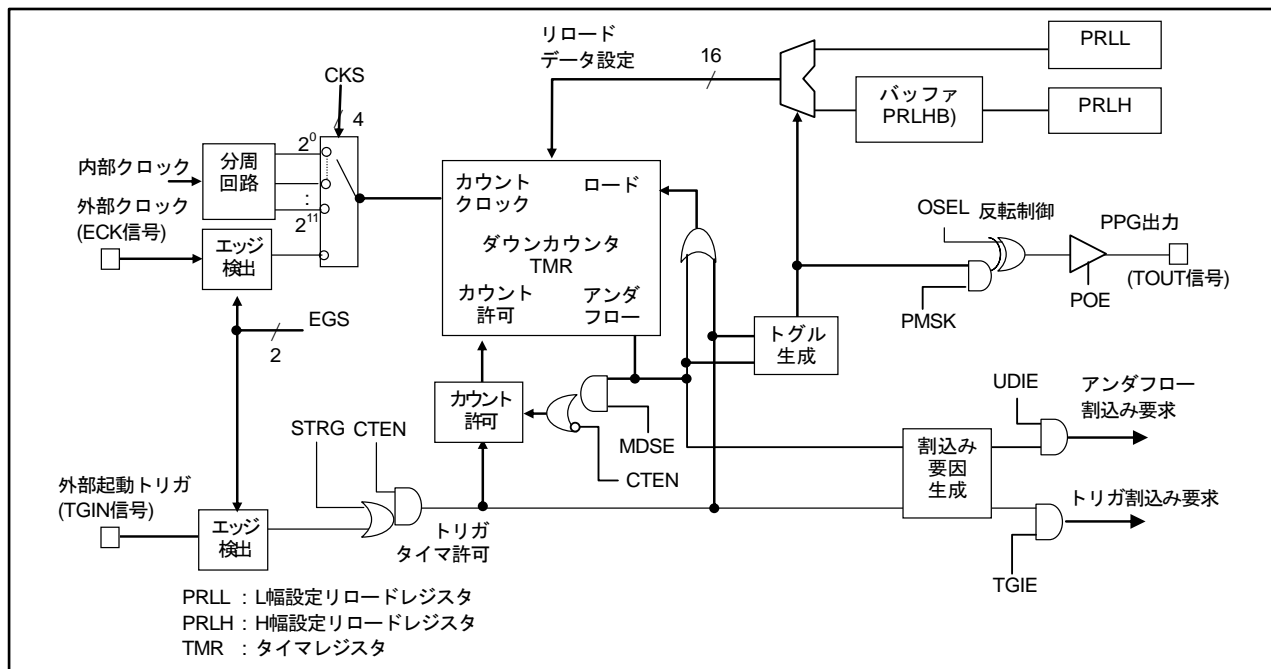 リロード
データ設定
16
PRLL
バッファ
PRLHB)
PRLH
CKS
4
2^0
内部クロック
分周
回路
:
2^11
外部クロック
(ECK信号)
エッジ
検出
カウント
クロック
ロード
ダウンカウンタ
TMR
カウント
許可
アンダ
フロー
OSEL
反転制御
PPG出力
(TOUT信号)
POE
PMSK
トグル
生成
EGS
2
カウント
許可
MDSE
CTEN
STRG
CTEN
UDIE
アンダフロー
割込み要求
割込み
要因
生成
外部起動トリガ
(TGIN信号)
エッジ
検出
トリガ
タイマ許可
トリガ割込み要求
TGIE
PRLL : L幅設定リロードレジスタ
PRLH : H幅設定リロードレジスタ
TMR : タイマレジスタ